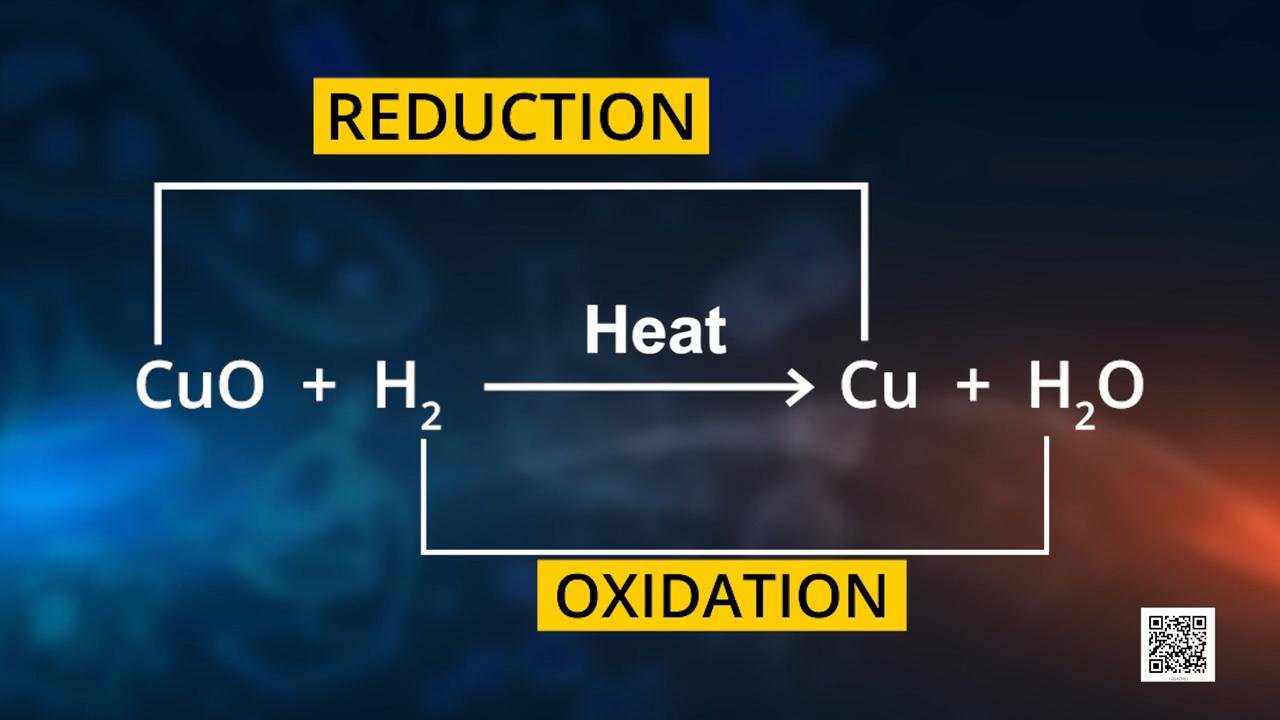 REDUCTION
Heat
CuO + H₂ → Cu + H₂O
OXIDATION